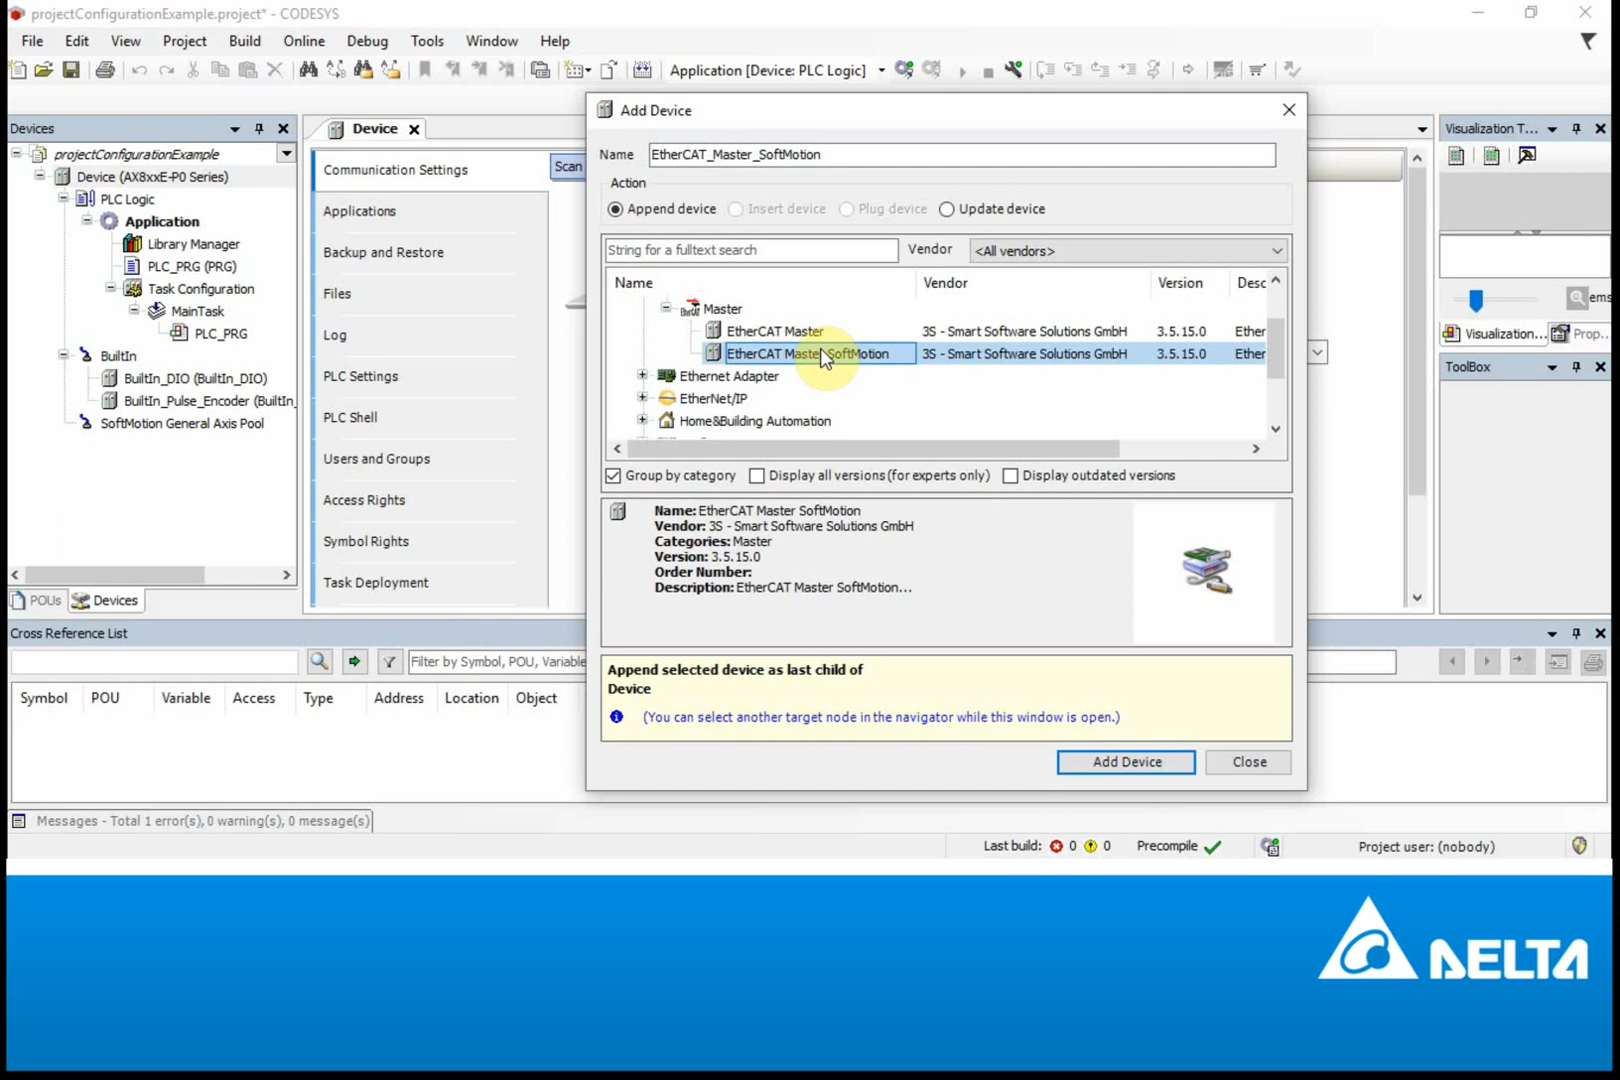 projectConfigurationExample.project* - CODESYS
File Edit View Project Build Online Debug Tools Window Help
Application [Device: PLC Logic]
Devices
projectConfigurationExample
Device (AX8xxE-P0 Series)
PLC Logic
Application
Library Manager
PLC_PRG (PRG)
Task Configuration
MainTask
PLC_PRG
BuiltIn
BuiltIn_DIO (BuiltIn_DIO)
BuiltIn_Pulse_Encoder (BuiltIn_
SoftMotion General Axis Pool
POUs Devices
Device
Communication Settings
Applications
Backup and Restore
Files
Log
PLC Settings
PLC Shell
Users and Groups
Access Rights
Symbol Rights
Task Deployment
Scan
Add Device
Name EtherCAT_Master_SoftMotion
Action
Append device Insert device Plug device Update device
String for a fulltext search Vendor <All vendors>
Name Vendor Version Desc
Master
EtherCAT Master 3S - Smart Software Solutions GmbH 3.5.15.0 Ether
EtherCAT Master SoftMotion 3S - Smart Software Solutions GmbH 3.5.15.0 Ether
Ethernet Adapter
EtherNet/IP
Home&Building Automation
Group by category Display all versions (for experts only) Display outdated versions
Name: EtherCAT Master SoftMotion
Vendor: 3S - Smart Software Solutions GmbH
Categories: Master
Version: 3.5.15.0
Order Number:
Description: EtherCAT Master SoftMotion...
Append selected device as last child of
Device
(You can select another target node in the navigator while this window is open.)
Add Device Close
Visualization T...
ems
Visualization... Prop...
ToolBox
Cross Reference List
Filter by Symbol, POU, Variable
Symbol POU Variable Access Type Address Location Object
Messages - Total 1 error(s), 0 warning(s), 0 message(s)
Last build: 0 0 Precompile Project user: (nobody)
DELTA